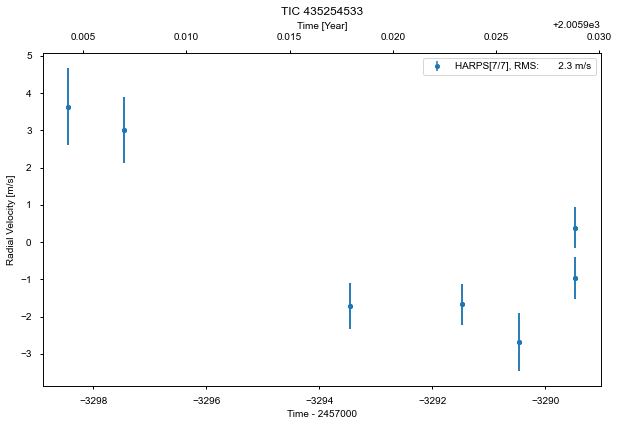 TIC 435254533
Time [Year]
+2.0059e3
0.005 0.010 0.015 0.020 0.025 0.030
HARPS[7/7], RMS: 2.3 m/s
5
4
3
2
1
0
−1
−2
−3
Radial Velocity [m/s]
−3298 −3296 −3294 −3292 −3290
Time - 2457000